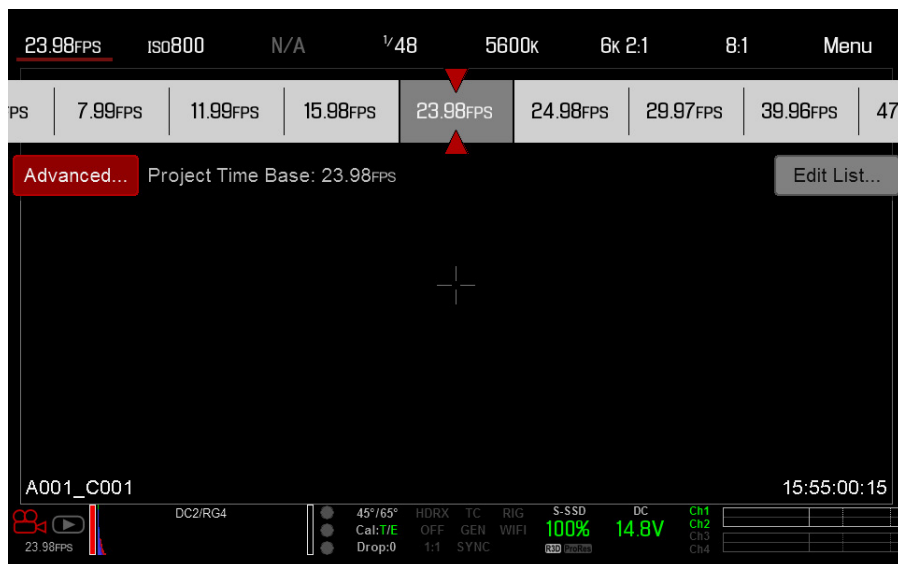 23.98FPS ISO800 N/A 1/48 5600K 6K 2:1 8:1 Menu
PS 7.99FPS 11.99FPS 15.98FPS 23.98FPS 24.98FPS 29.97FPS 39.96FPS 47
Advanced... Project Time Base: 23.98FPS Edit List...
A001_C001 15:55:00:15
DC2/RG4 45°/65° HDRX TC RIG S-SSD DC Ch1
Cal:T/E OFF GEN WIFI 100% 14.8V Ch2
23.98FPS Drop:0 1:1 SYNC R3D ProRes Ch3
Ch4